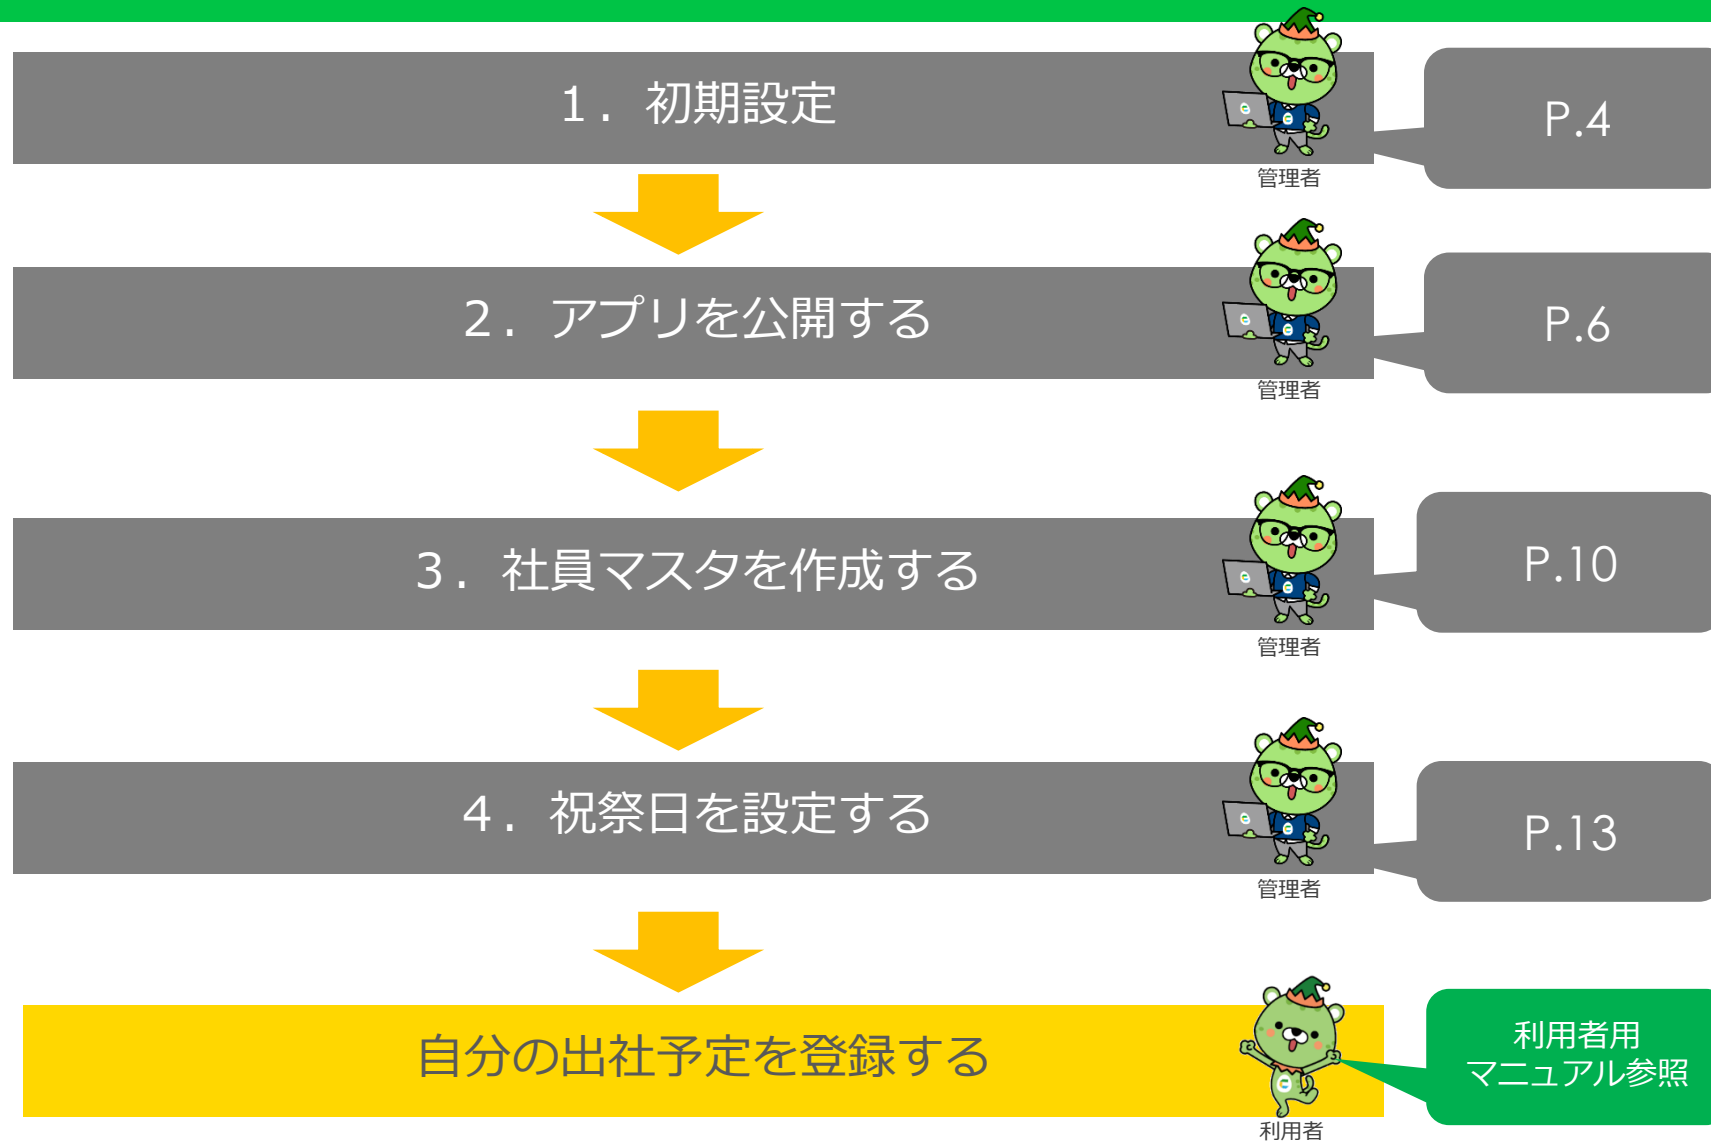 1．初期設定
P.4
管理者
2．アプリを公開する
P.6
管理者
3．社員マスタを作成する
P.10
管理者
4．祝祭日を設定する
P.13
管理者
自分の出社予定を登録する
利用者用
マニュアル参照
利用者